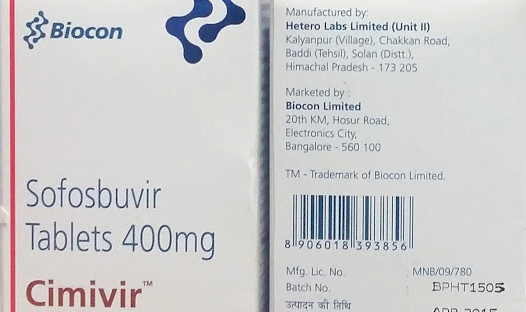 Biocon
Sofosbuvir
Tablets 400mg
Cimivir™
Manufactured by:
Hetero Labs Limited (Unit II)
Kalyanpur (Village), Chakkan Road,
Baddi (Tehsil), Solan (Distt.),
Himachal Pradesh - 173 205
Marketed by :
Biocon Limited
20th KM, Hosur Road,
Electronics City,
Bangalore - 560 100
TM - Trademark of Biocon Limited.
8 906018 393856
Mfg. Lic. No. : MNB/09/780
Batch No. BPHT1505
उत्पादन की तिथि APR 2015